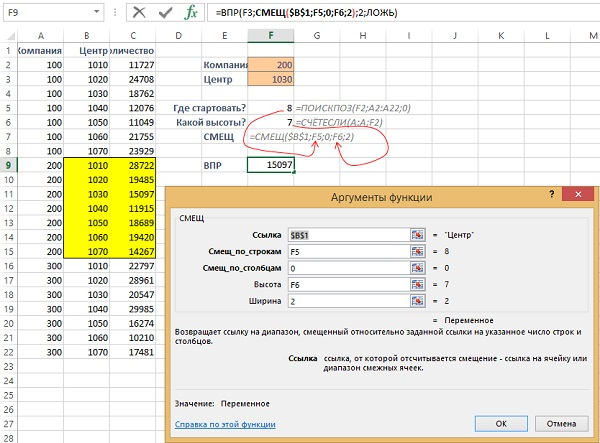 F9
=ВПР(F3;СМЕЩ($B$1;F5;0;F6;2);2;ЛОЖЬ)
A B C D E F G H I J K
1 Компания Центр личество
2 100 1010 11727 Компания 200
3 100 1020 24708 Центр 1030
4 100 1030 18762
5 100 1040 12076 Где стартовать? 8 =ПОИСКПОЗ(F2;A2:A22;0)
6 100 1050 11049 Какой высоты? 7 =СЧЁТЕСЛИ(A:A;F2)
7 100 1060 21755 СМЕЩ =СМЕЩ($B$1;F5;0;F6;2)
8 100 1070 23929
9 200 1010 28722 ВПР 15097
10 200 1020 19485
11 200 1030 15097
12 200 1040 11915
13 200 1050 18689
14 200 1060 19420
15 200 1070 14267
16 300 1010 22797
17 300 1020 28961
18 300 1030 20547
19 300 1040 29985
20 300 1050 16274
21 300 1060 10210
22 300 1070 17481
23
24
25
26
27
28
Аргументы функции
СМЕЩ
Ссылка $B$1 = "Центр"
Смещ_по_строкам F5 = 8
Смещ_по_столбцам 0 = 0
Высота F6 = 7
Ширина 2 = 2
= Переменное
Возвращает ссылку на диапазон, смещенный относительно заданной ссылки на указанное число строк и
столбцов.
Ссылка ссылка, от которой отсчитывается смещение - ссылка на ячейку или
диапазон смежных ячеек.
Значение: Переменное
Справка по этой функции
ОК
Отмена